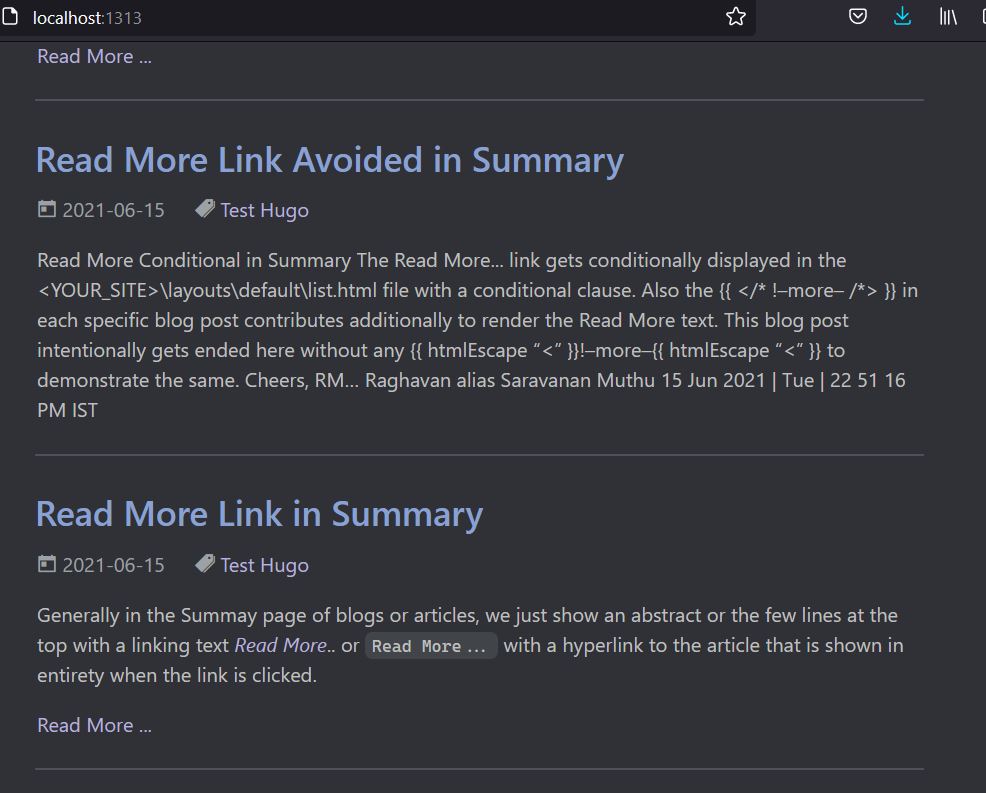 localhost:1313
Read More ...
Read More Link Avoided in Summary
2021-06-15 Test Hugo
Read More Conditional in Summary The Read More… link gets conditionally displayed in the
<YOUR_SITE>\layouts\default\list.html file with a conditional clause. Also the {{ </* !–more– /*> }} in
each specific blog post contributes additionally to render the Read More text. This blog post
intentionally gets ended here without any {{ htmlEscape “<” }}!–more–{{ htmlEscape “<” }} to
demonstrate the same. Cheers, RM… Raghavan alias Saravanan Muthu 15 Jun 2021 | Tue | 22 51 16
PM IST
Read More Link in Summary
2021-06-15 Test Hugo
Generally in the Summay page of blogs or articles, we just show an abstract or the few lines at the
top with a linking text Read More.. or Read More... with a hyperlink to the article that is shown in
entirety when the link is clicked.
Read More ...